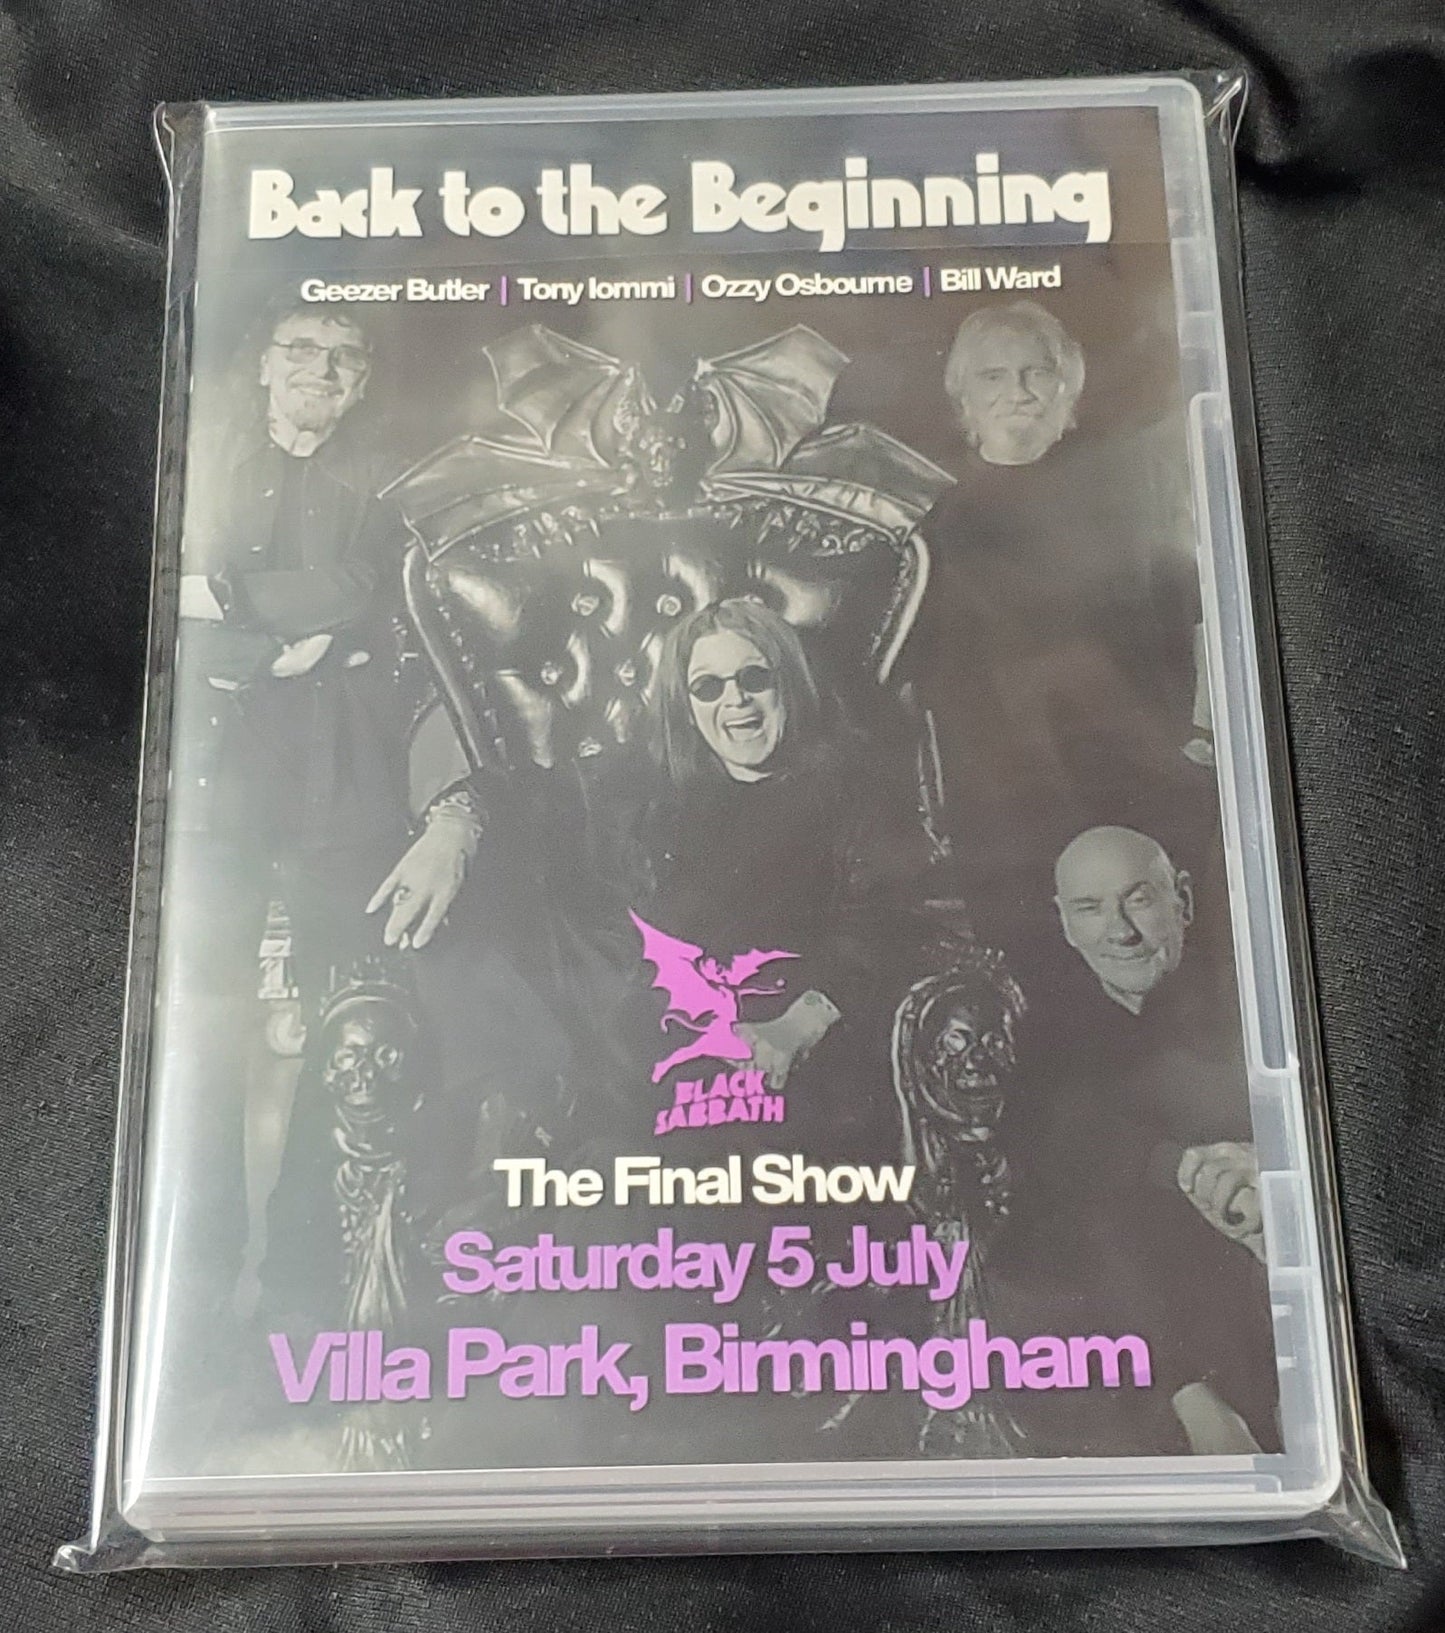 Back to the Beginning
Geezer Butler | Tony Iommi | Ozzy Osbourne | Bill Ward
BLACK
SABBATH
The Final Show
Saturday 5 July
Villa Park, Birmingham